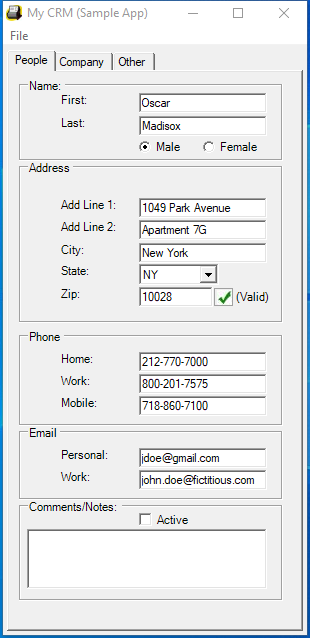 My CRM (Sample App)
File
People Company Other
Name:
First: Oscar
Last: Madisox
Male Female
Address
Add Line 1: 1049 Park Avenue
Add Line 2: Apartment 7G
City: New York
State: NY
Zip: 10028 (Valid)
Phone
Home: 212-770-7000
Work: 800-201-7575
Mobile: 718-860-7100
Email
Personal: jdoe@gmail.com
Work: john.doe@fictitious.com
Comments/Notes:
Active